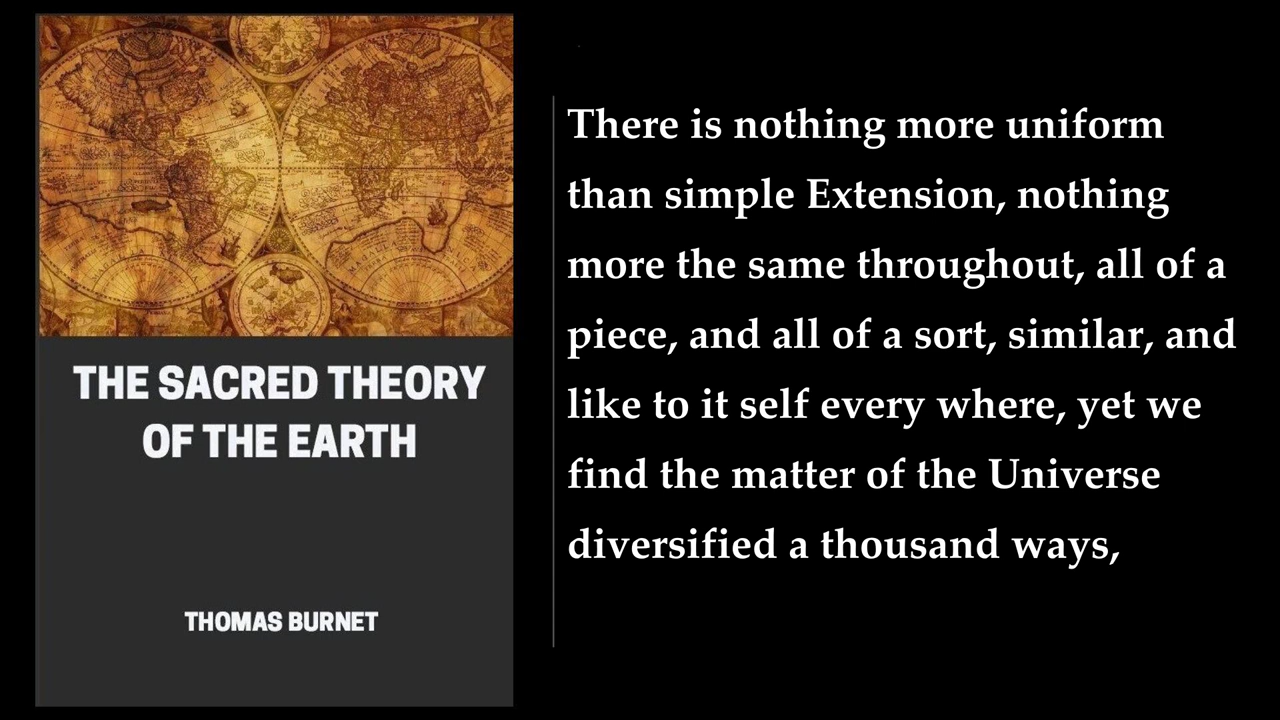 THE SACRED THEORY
OF THE EARTH
THOMAS BURNET
There is nothing more uniform
than simple Extension, nothing
more the same throughout, all of a
piece, and all of a sort, similar, and
like to it self every where, yet we
find the matter of the Universe
diversified a thousand ways,